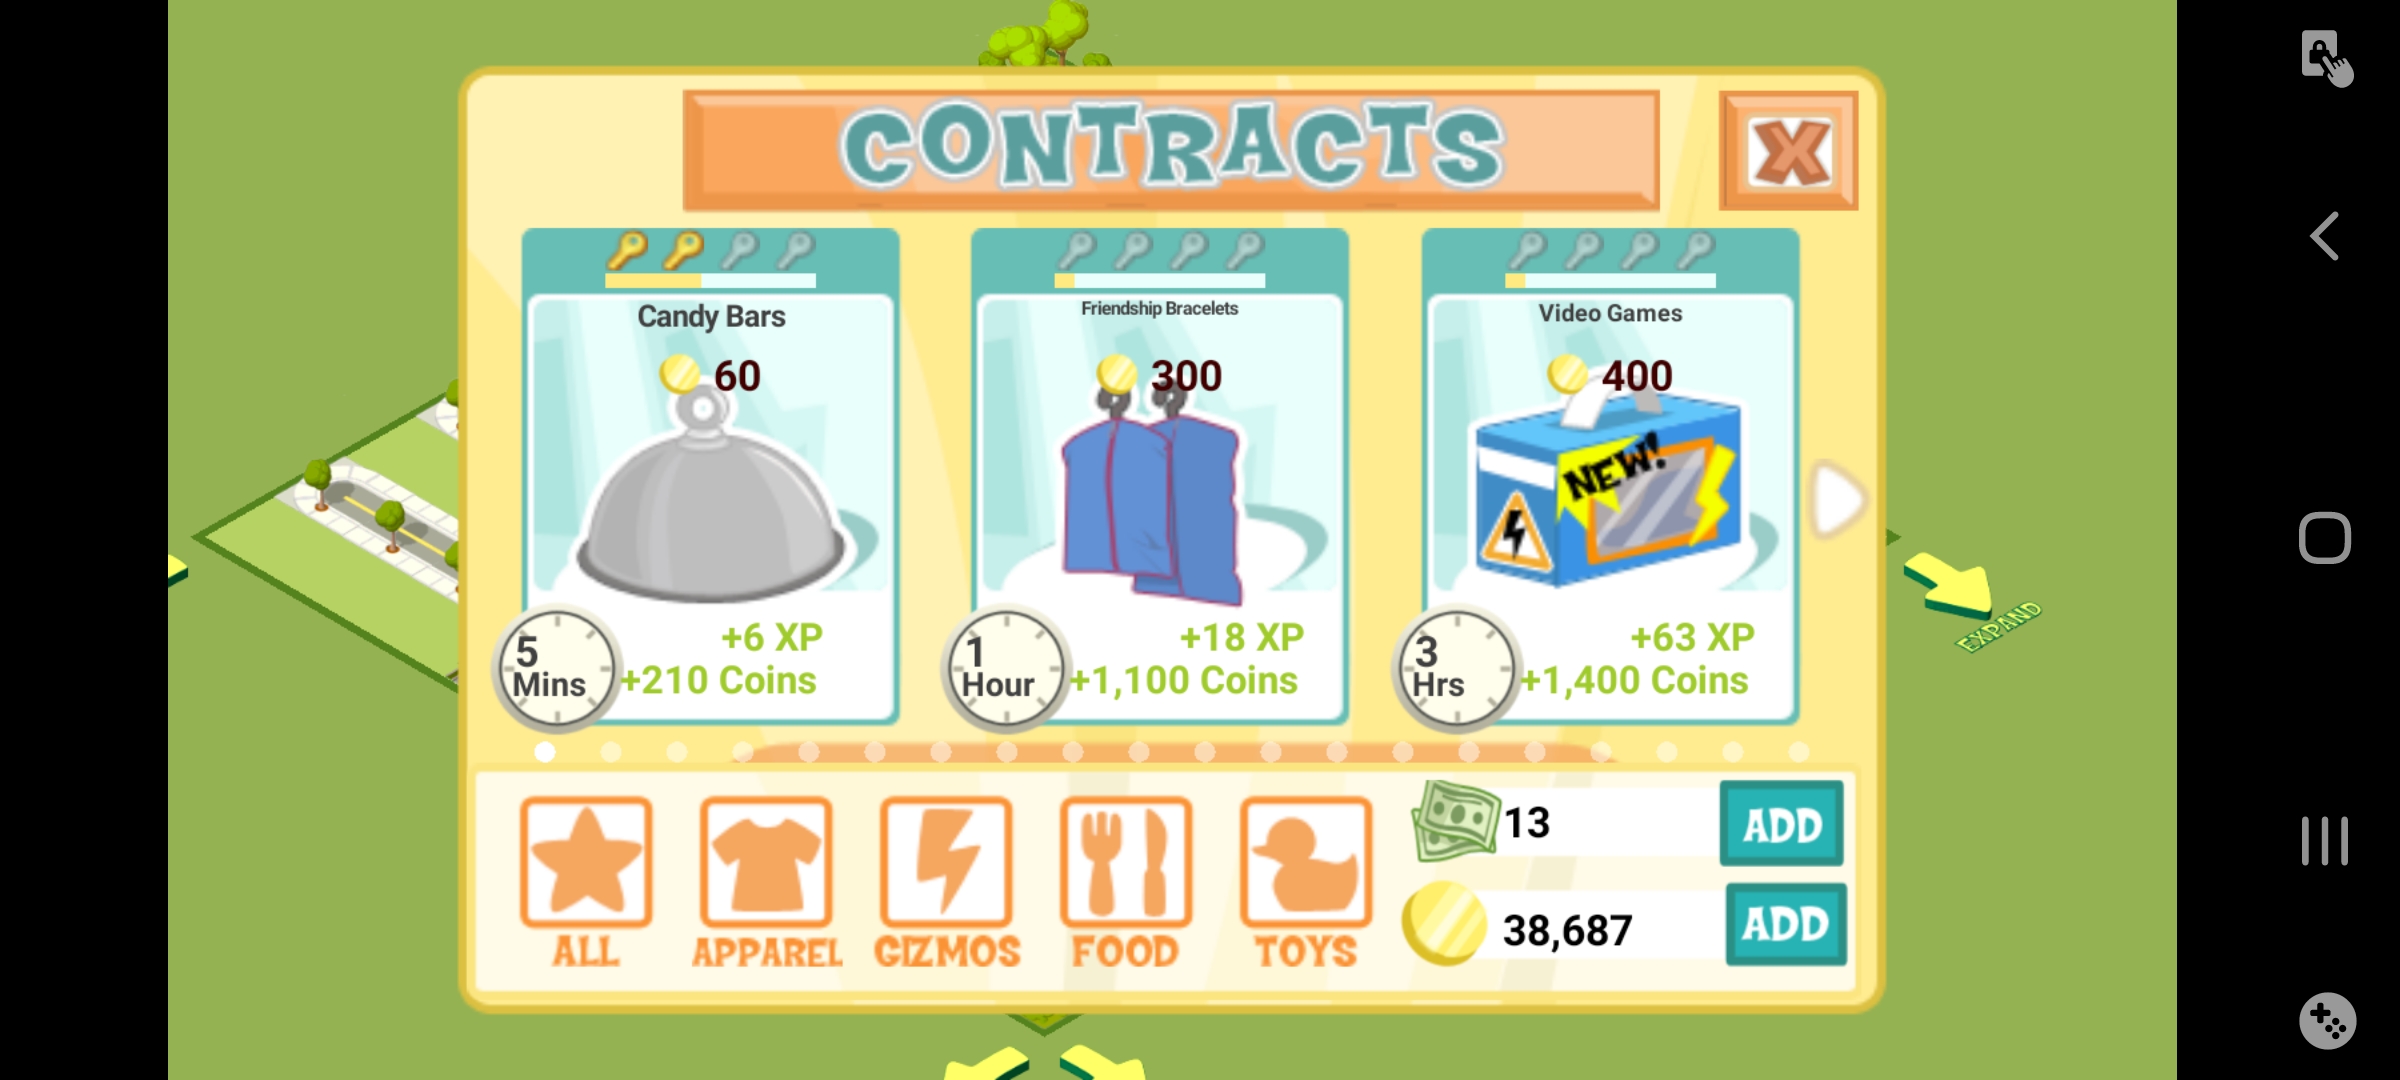 CONTRACTS
X
Candy Bars
60
5
Mins
+6 XP
+210 Coins
Friendship Bracelets
300
1
Hour
+18 XP
+1,100 Coins
Video Games
400
NEW!
3
Hrs
+63 XP
+1,400 Coins
EXPAND
ALL
APPAREL
GIZMOS
FOOD
TOYS
13
ADD
38,687
ADD